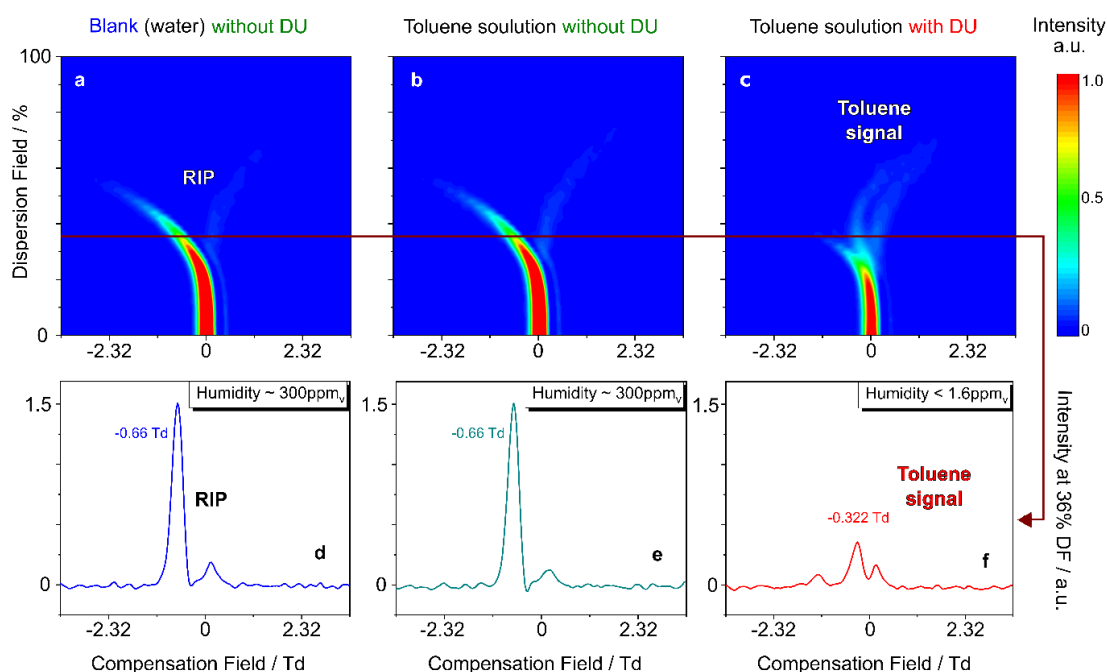 Blank (water) without DU
Toluene soulution without DU
Toluene soulution with DU
Intensity
a.u.
100
a
b
c
Toluene
signal
1.0
RIP
Dispersion Field / %
0.5
0
0
-2.32 0 2.32
-2.32 0 2.32
-2.32 0 2.32
Humidity ~ 300ppmv
Humidity ~ 300ppmv
Humidity < 1.6ppmv
1.5
1.5
1.5
-0.66 Td
-0.66 Td
RIP
Toluene
signal
-0.322 Td
Intensity at 36% DF / a.u.
d
e
f
0
0
0
-2.32 0 2.32
-2.32 0 2.32
-2.32 0 2.32
Compensation Field / Td
Compensation Field / Td
Compensation Field / Td